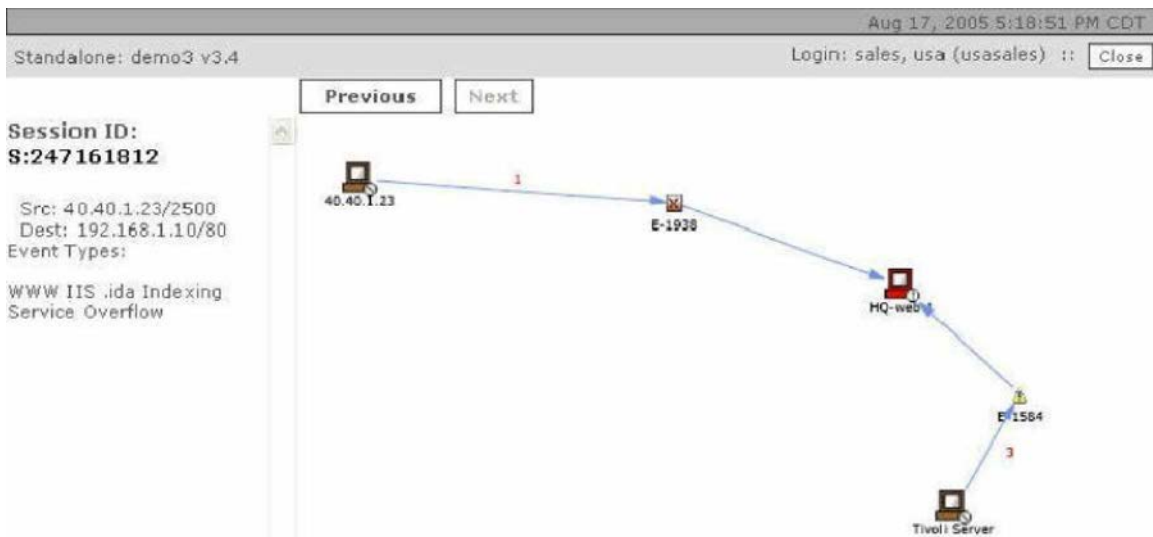 Aug 17, 2005 5:18:51 PM CDT
Standalone: demo3 v3.4
Login: sales, usa (usasales) :: Close
Previous Next
Session ID:
S:247161812
Src: 40.40.1.23/2500
Dest: 192.168.1.10/80
Event Types:
WWW IIS .ida Indexing
Service Overflow
1
40.40.1.23
E-1938
HQ-web
E-1584
3
Tivoli Server